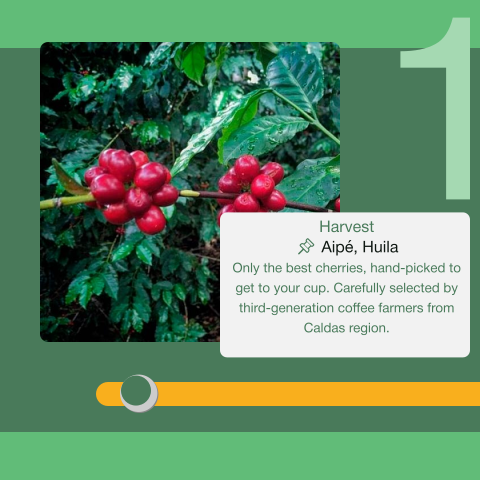 1
Harvest
Aipé, Huila
Only the best cherries, hand-picked to
get to your cup. Carefully selected by
third-generation coffee farmers from
Caldas region.